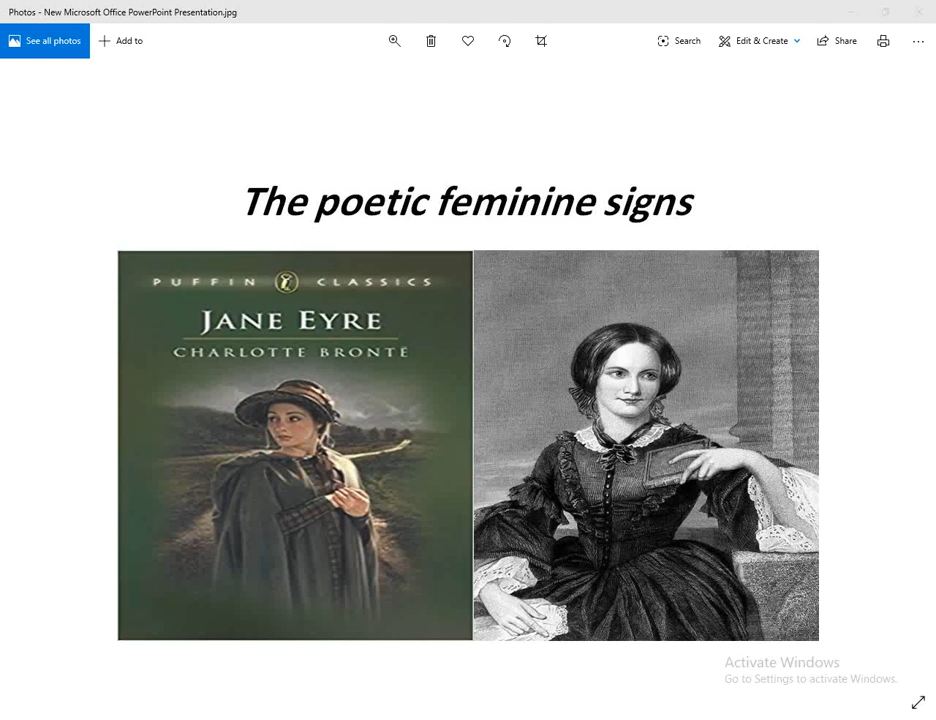 Photos - New Microsoft Office PowerPoint Presentation.jpg
See all photos
Add to
Search
Edit & Create
Share
The poetic feminine signs
PUFFIN CLASSICS
JANE EYRE
CHARLOTTE BRONTË
Activate Windows
Go to Settings to activate Windows.